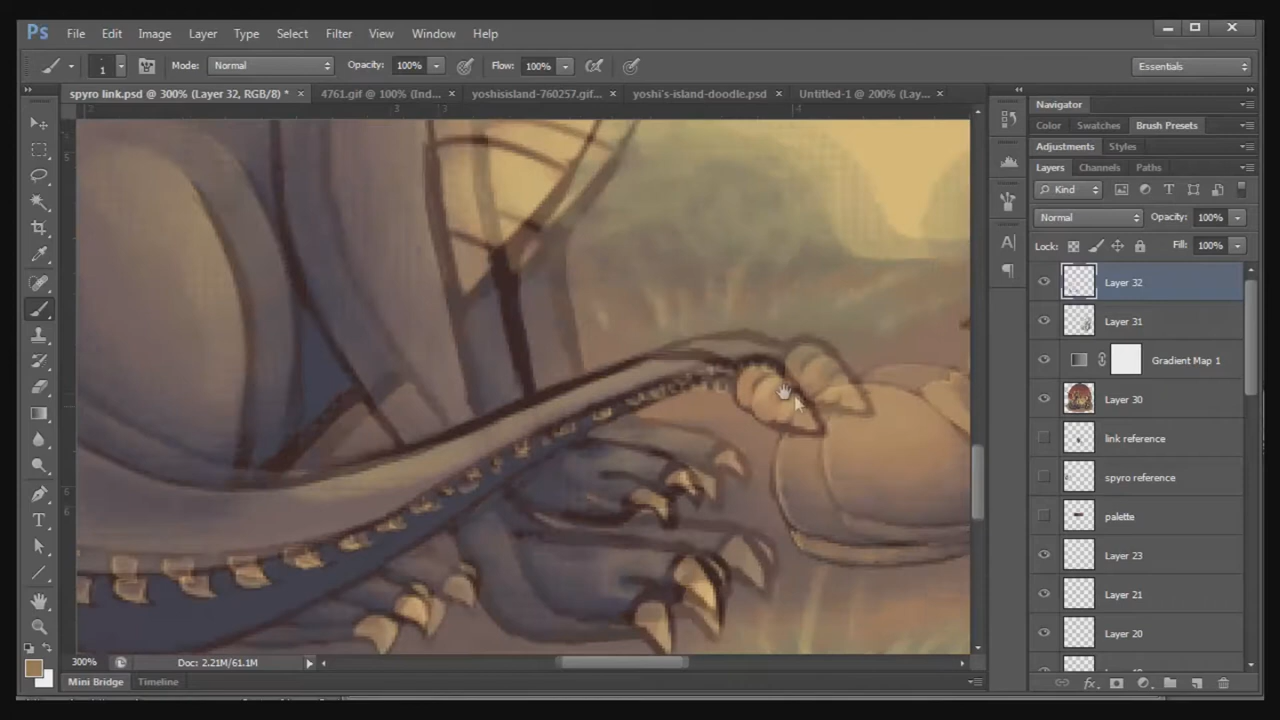 Ps File Edit Image Layer Type Select Filter View Window Help
1 Mode: Normal Opacity: 100% Flow: 100% Essentials
spyro link.psd @ 300% (Layer 32, RGB/8) * × 4761.gif @ 100% (Ind... × yoshisisland-760257.gif... × yoshi's-island-doodle.psd × Untitled-1 @ 200% (Lay... ×
Navigator
Color Swatches Brush Presets
Adjustments Styles
Layers Channels Paths
Kind
Normal Opacity: 100%
Lock: Fill: 100%
Layer 32
Layer 31
Gradient Map 1
Layer 30
link reference
spyro reference
palette
Layer 23
Layer 21
Layer 20
300% Doc: 2.21M/61.1M
Mini Bridge Timeline